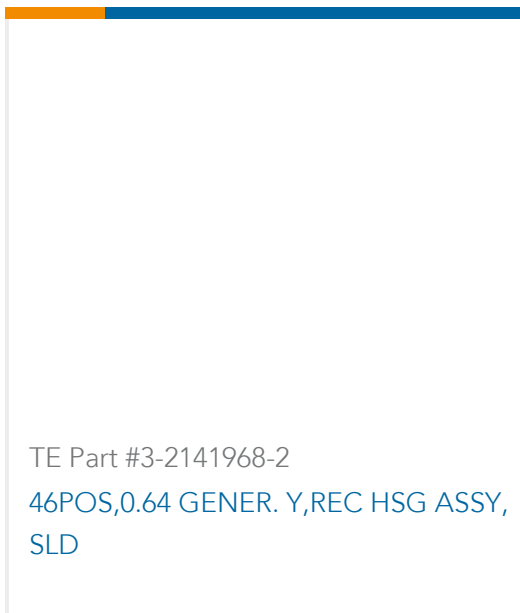 TE Part #3-2141968-2
46POS,0.64 GENER. Y,REC HSG ASSY,
SLD